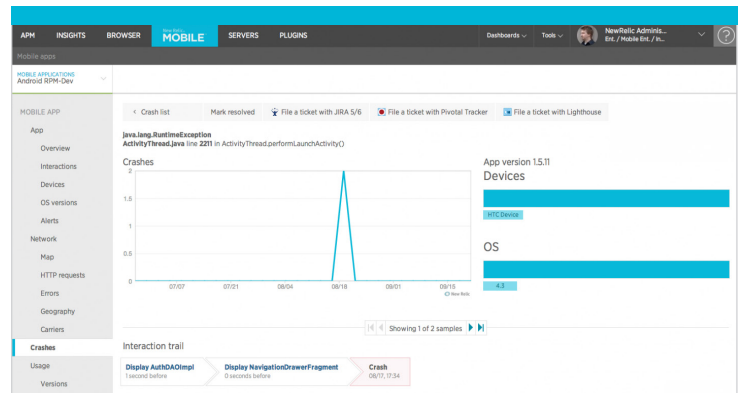 APM INSIGHTS BROWSER New Relic MOBILE SERVERS PLUGINS Dashboards Tools NewRelic Adminis...
Ent. / Mobile Ent. / In... ?
Mobile apps
MOBILE APPLICATIONS
Android RPM-Dev
MOBILE APP
App
Overview
Interactions
Devices
OS versions
Alerts
Network
Map
HTTP requests
Errors
Geography
Carriers
Crashes
Usage
Versions
< Crash list Mark resolved File a ticket with JIRA 5/6 File a ticket with Pivotal Tracker File a ticket with Lighthouse
java.lang.RuntimeException
ActivityThread.java line 2211 in ActivityThread.performLaunchActivity()
Crashes
2
1.5
1
0.5
0
07/07 07/21 08/04 08/18 09/01 09/15
New Relic
App version 1.5.11
Devices
HTC Device
OS
4.3
Showing 1 of 2 samples
Interaction trail
Display AuthDAOImpl Display NavigationDrawerFragment Crash
1 second before 0 seconds before 08/17, 17:34